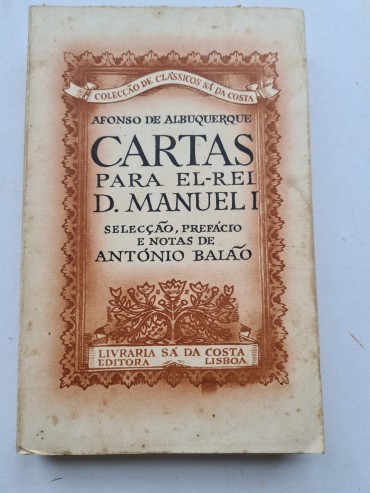 COLECÇÃO DE CLÁSSICOS SÁ DA COSTA
AFONSO DE ALBUQUERQUE
CARTAS
PARA EL-REI
D. MANUEL I
SELECÇÃO, PREFÁCIO
E NOTAS DE
ANTÓNIO BAIÃO
LIVRARIA SÁ DA COSTA
EDITORA LISBOA